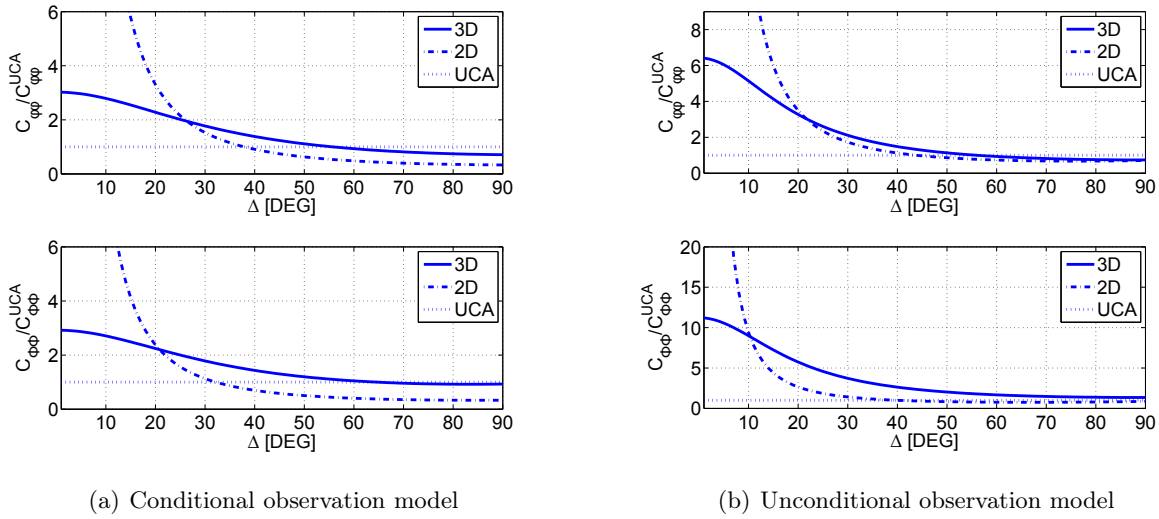 C_φφ/C_φφ^UCA
6
4
2
0
3D
2D
UCA
10 20 30 40 50 60 70 80 90
Δ [DEG]
C_ΦΦ/C_ΦΦ^UCA
6
4
2
0
3D
2D
UCA
10 20 30 40 50 60 70 80 90
Δ [DEG]
(a) Conditional observation model
C_φφ/C_φφ^UCA
8
6
4
2
0
3D
2D
UCA
10 20 30 40 50 60 70 80 90
Δ [DEG]
C_ΦΦ/C_ΦΦ^UCA
20
15
10
5
0
3D
2D
UCA
10 20 30 40 50 60 70 80 90
Δ [DEG]
(b) Unconditional observation model